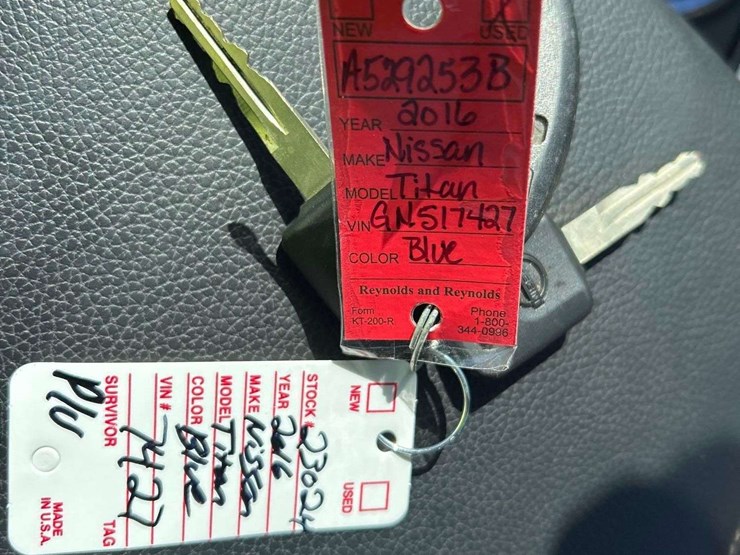 NEW USED
A529253B
YEAR 2016
MAKE Nissan
MODEL Titan
VIN GN517427
COLOR Blue
Reynolds and Reynolds
Form
KT-200-R
Phone
1-800-
344-0996
NEW USED
STOCK # 23024
YEAR 2016
MAKE Nissan
MODEL Titan
COLOR Blue
VIN # 7427
SURVIVOR TAG
P/W
MADE
IN U.S.A.